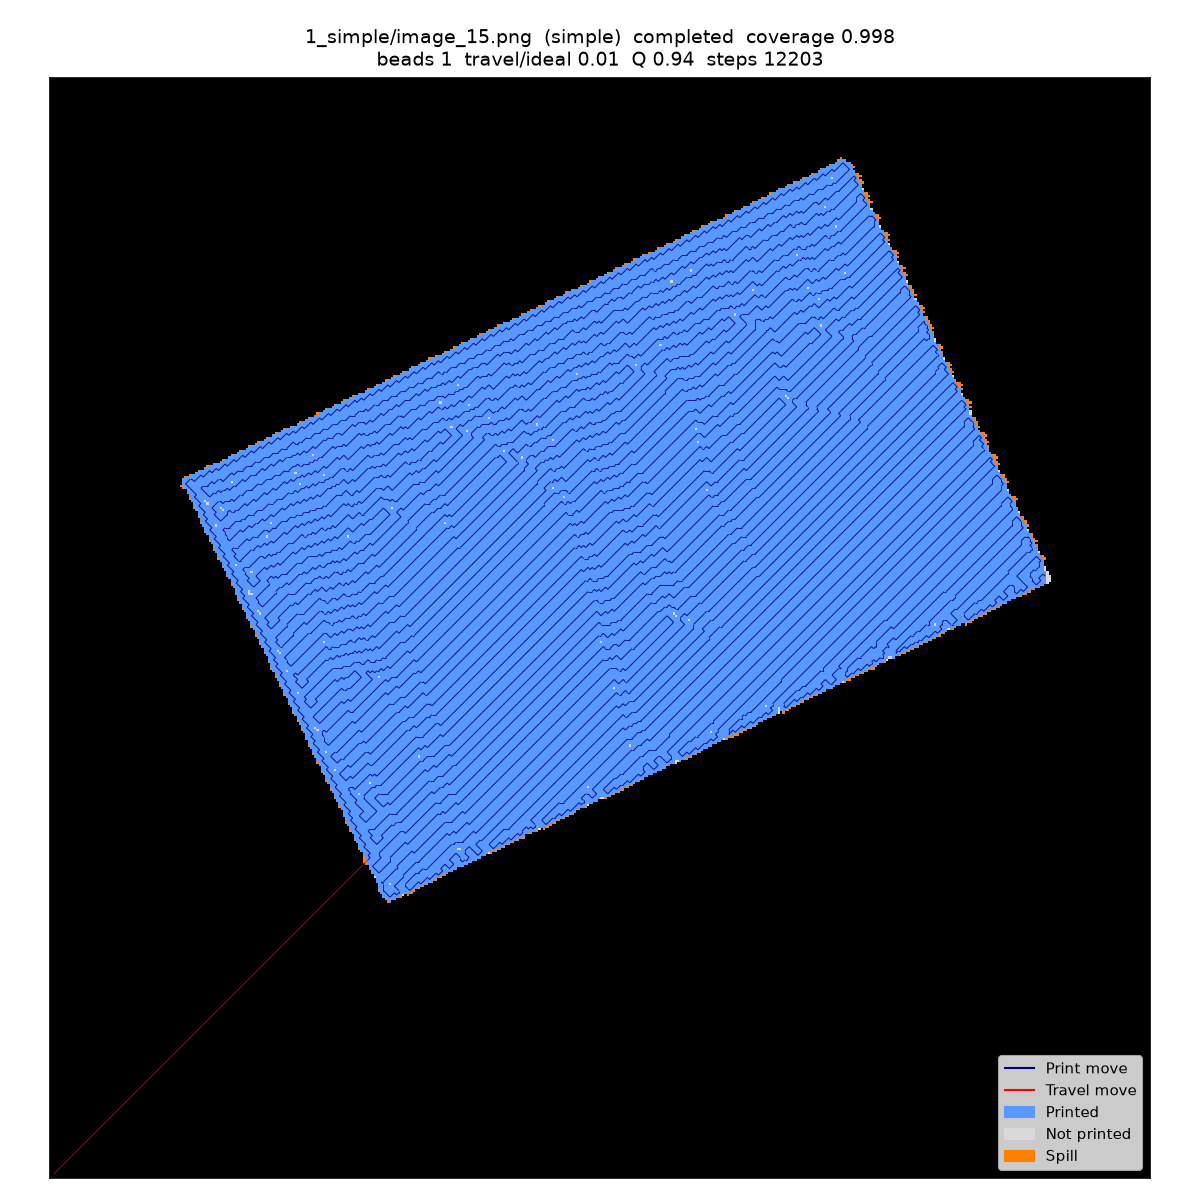 1_simple/image_15.png  (simple)  completed  coverage 0.998
beads 1  travel/ideal 0.01  Q 0.94  steps 12203
Print move
Travel move
Printed
Not printed
Spill